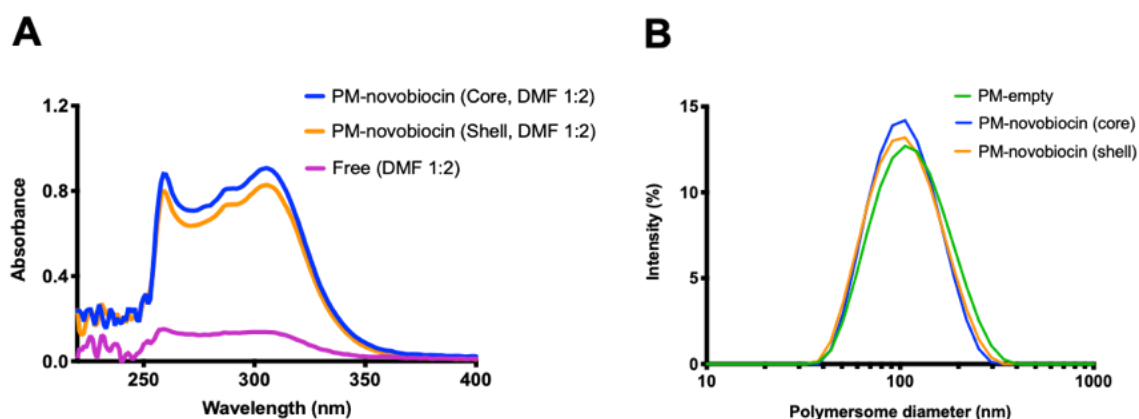 A
B
PM-novobiocin (Core, DMF 1:2)
PM-novobiocin (Shell, DMF 1:2)
Free (DMF 1:2)
1.2
0.8
0.4
0.0
Absorbance
250
300
350
400
Wavelength (nm)
PM-empty
PM-novobiocin (core)
PM-novobiocin (shell)
15
10
5
0
Intensity (%)
10
100
1000
Polymersome diameter (nm)